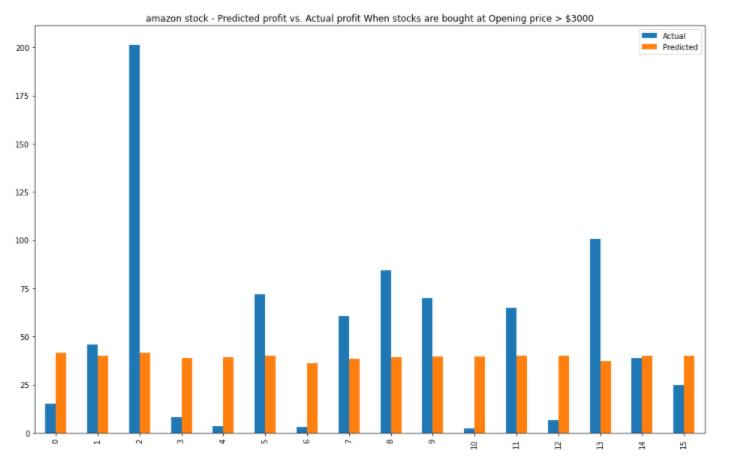 amazon stock - Predicted profit vs. Actual profit When stocks are bought at Opening price > $3000
Actual
Predicted
200
175
150
125
100
75
50
25
0
0 1 2 3 4 5 6 7 8 9 10 11 12 13 14 15